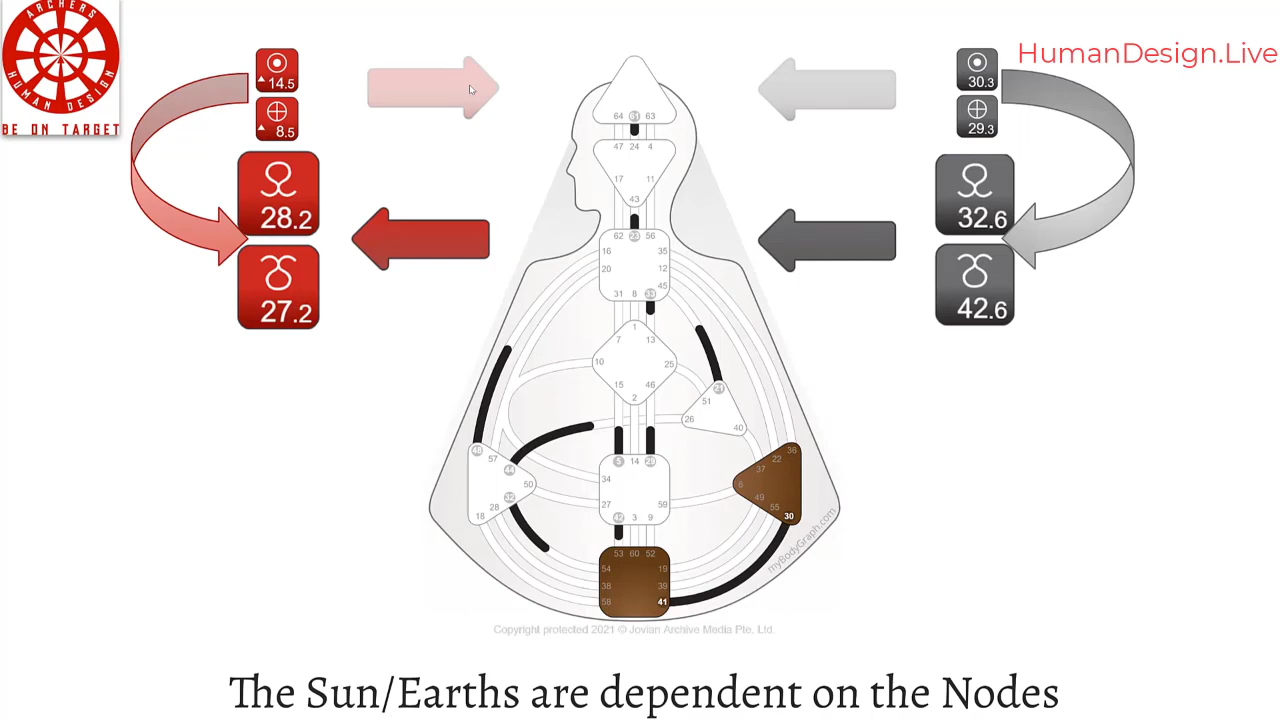 ARCHERS
HUMAN DESIGN
BE ON TARGET
HumanDesign.Live
14.5
8.5
28.2
27.2
30.3
29.3
32.6
42.6
64 61 63
47 24 4
17 11
43
62 23 56
16 35
20 12
45
31 8 33
1
7 13
10 25
15 46
2
21
51
26
40
48
57
44
50
32
28
18
5 14 29
34
27 59
42 3 9
36
22
37
6
49
55
30
53 60 52
54 19
38 39
58 41
myBodyGraph.com
Copyright protected 2021 © Jovian Archive Media Pte, Ltd.
The Sun/Earths are dependent on the Nodes